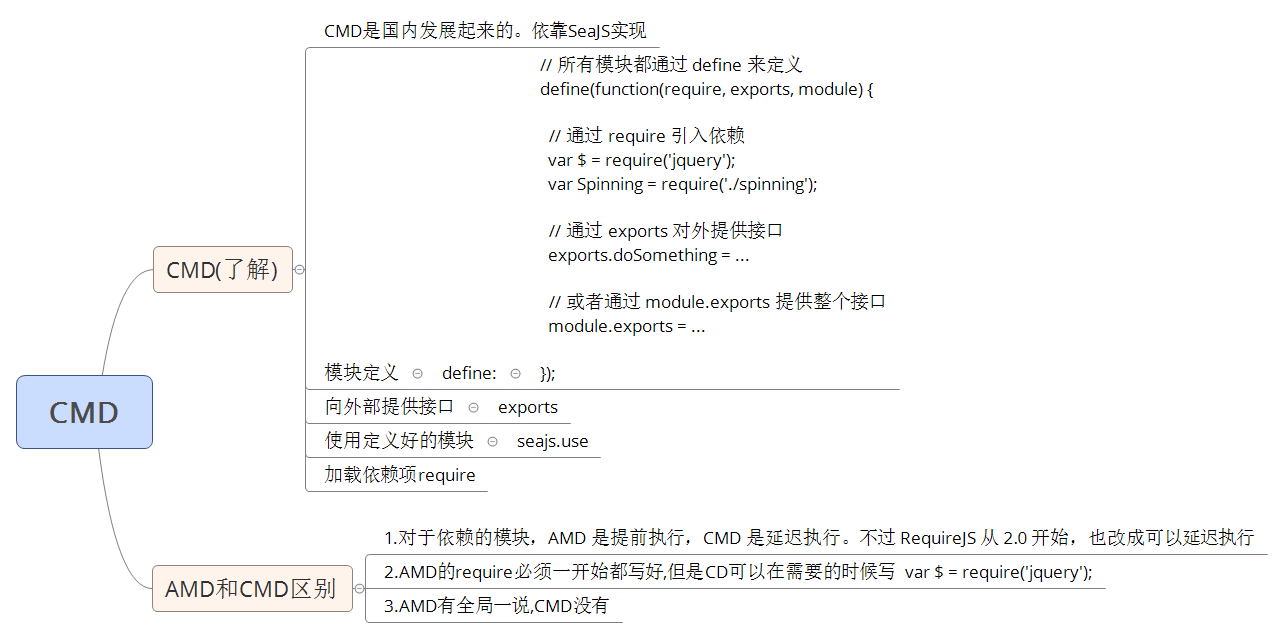 CMD
CMD(了解)
CMD是国内发展起来的。依靠SeaJS实现
// 所有模块都通过 define 来定义
define(function(require, exports, module) {
// 通过 require 引入依赖
var $ = require('jquery');
var Spinning = require('./spinning');
// 通过 exports 对外提供接口
exports.doSomething = ...
// 或者通过 module.exports 提供整个接口
module.exports = ...
模块定义 define: });
向外部提供接口 exports
使用定义好的模块 seajs.use
加载依赖项require
AMD和CMD区别
1.对于依赖的模块，AMD 是提前执行，CMD 是延迟执行。不过 RequireJS 从 2.0 开始，也改成可以延迟执行
2.AMD的require必须一开始都写好,但是CD可以在需要的时候写 var $ = require('jquery');
3.AMD有全局一说,CMD没有